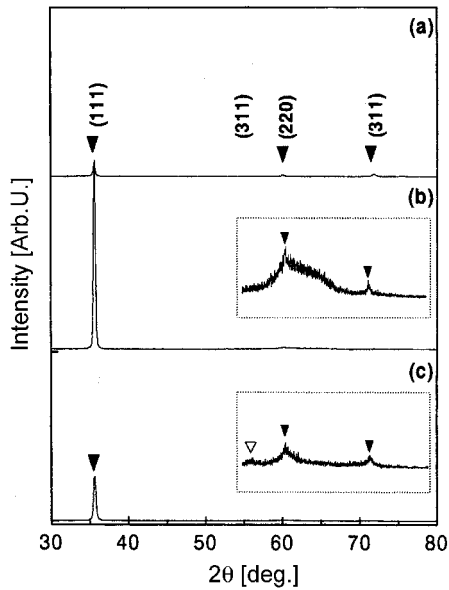 (a)
(111)
(311)
(220)
(311)
(b)
(c)
Intensity [Arb.U.]
30 40 50 60 70 80
2θ [deg.]